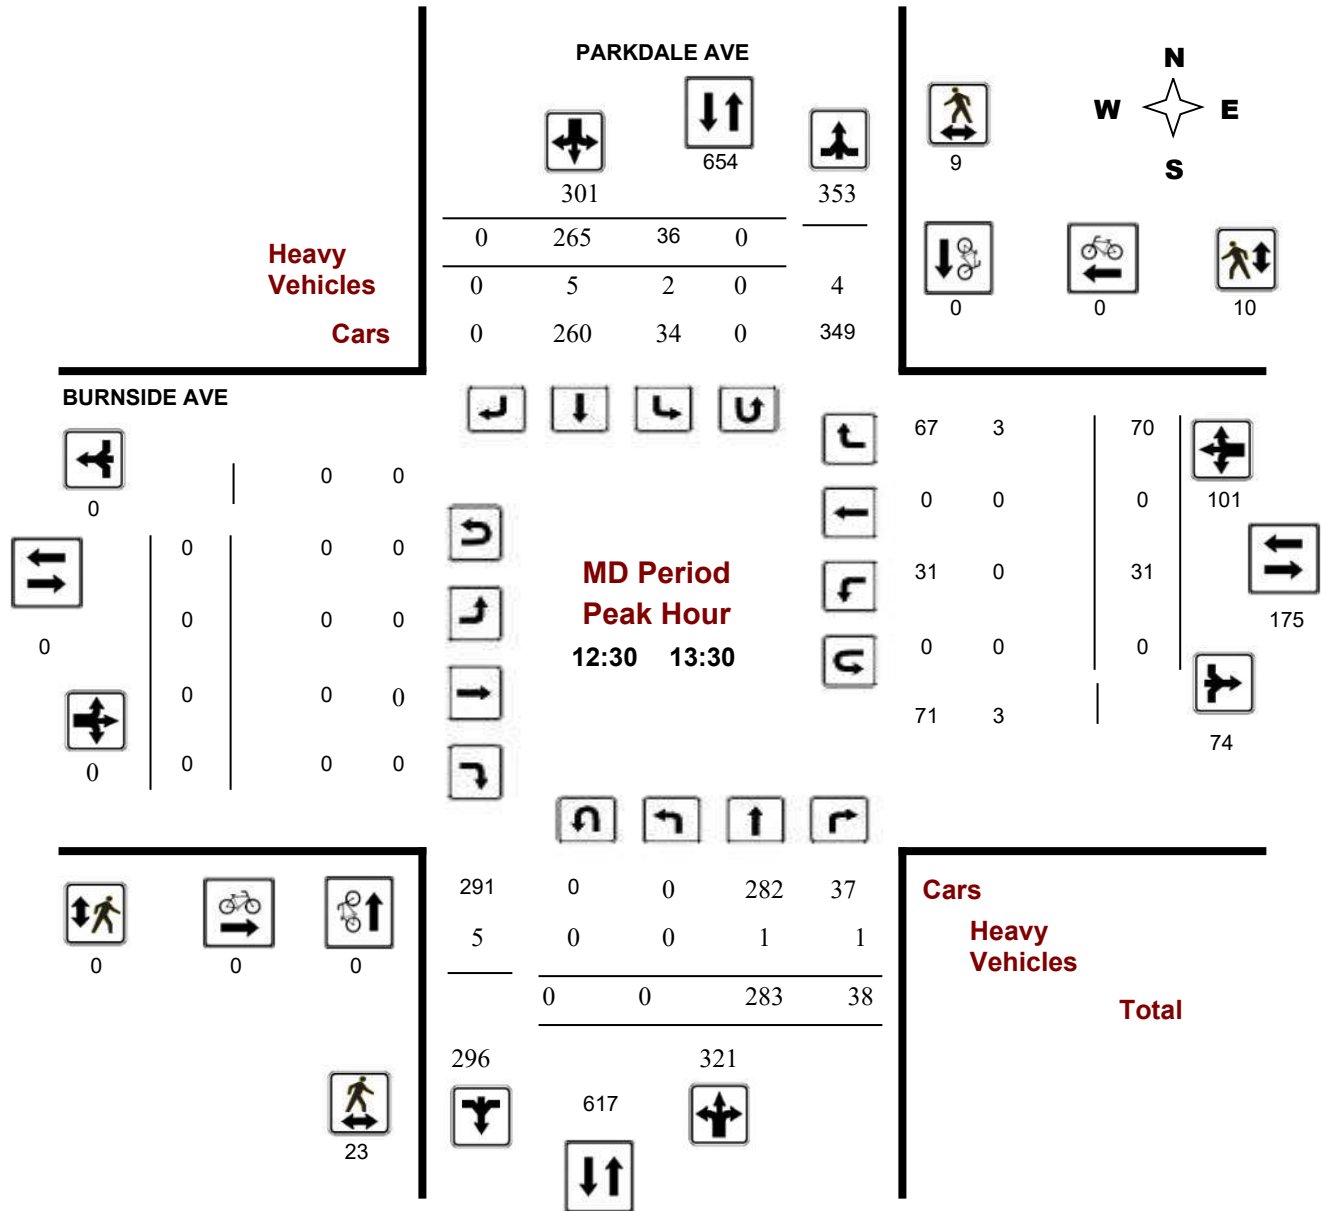 PARKDALE AVE
N
W E
S
654
9
301
353
0 265 36 0
Heavy
Vehicles
0 5 2 0 4
Cars
0 260 34 0 349
0
0
10
BURNSIDE AVE
0
0 0
0 0 0
0
0 0 0
0 0 0
0
0 0 0
67 3 70
0 0 0
101
31 0 31
175
0 0 0
71 3
74
MD Period
Peak Hour
12:30 13:30
291 0 0 282 37
5 0 0 1 1
0 0 283 38
Cars
Heavy
Vehicles
Total
0
0
0
296
321
617
23